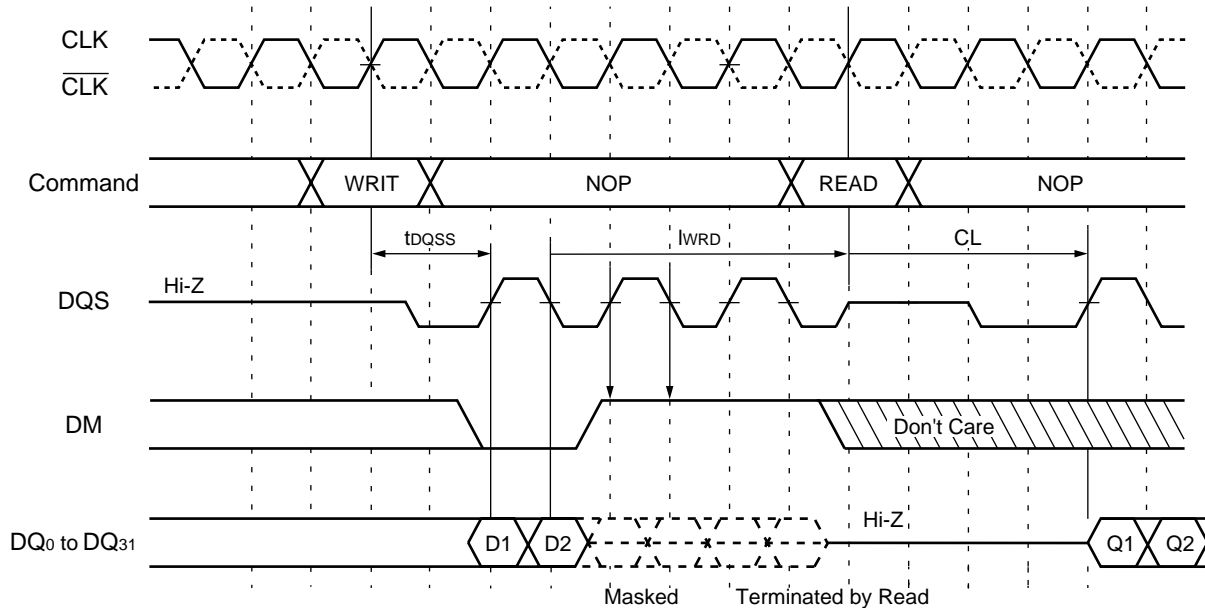 CLK
CLK
Command
WRIT
NOP
READ
NOP
tDQSS
lWRD
CL
DQS
Hi-Z
DM
Don't Care
DQ0 to DQ31
D1
D2
Hi-Z
Q1
Q2
Masked
Terminated by Read